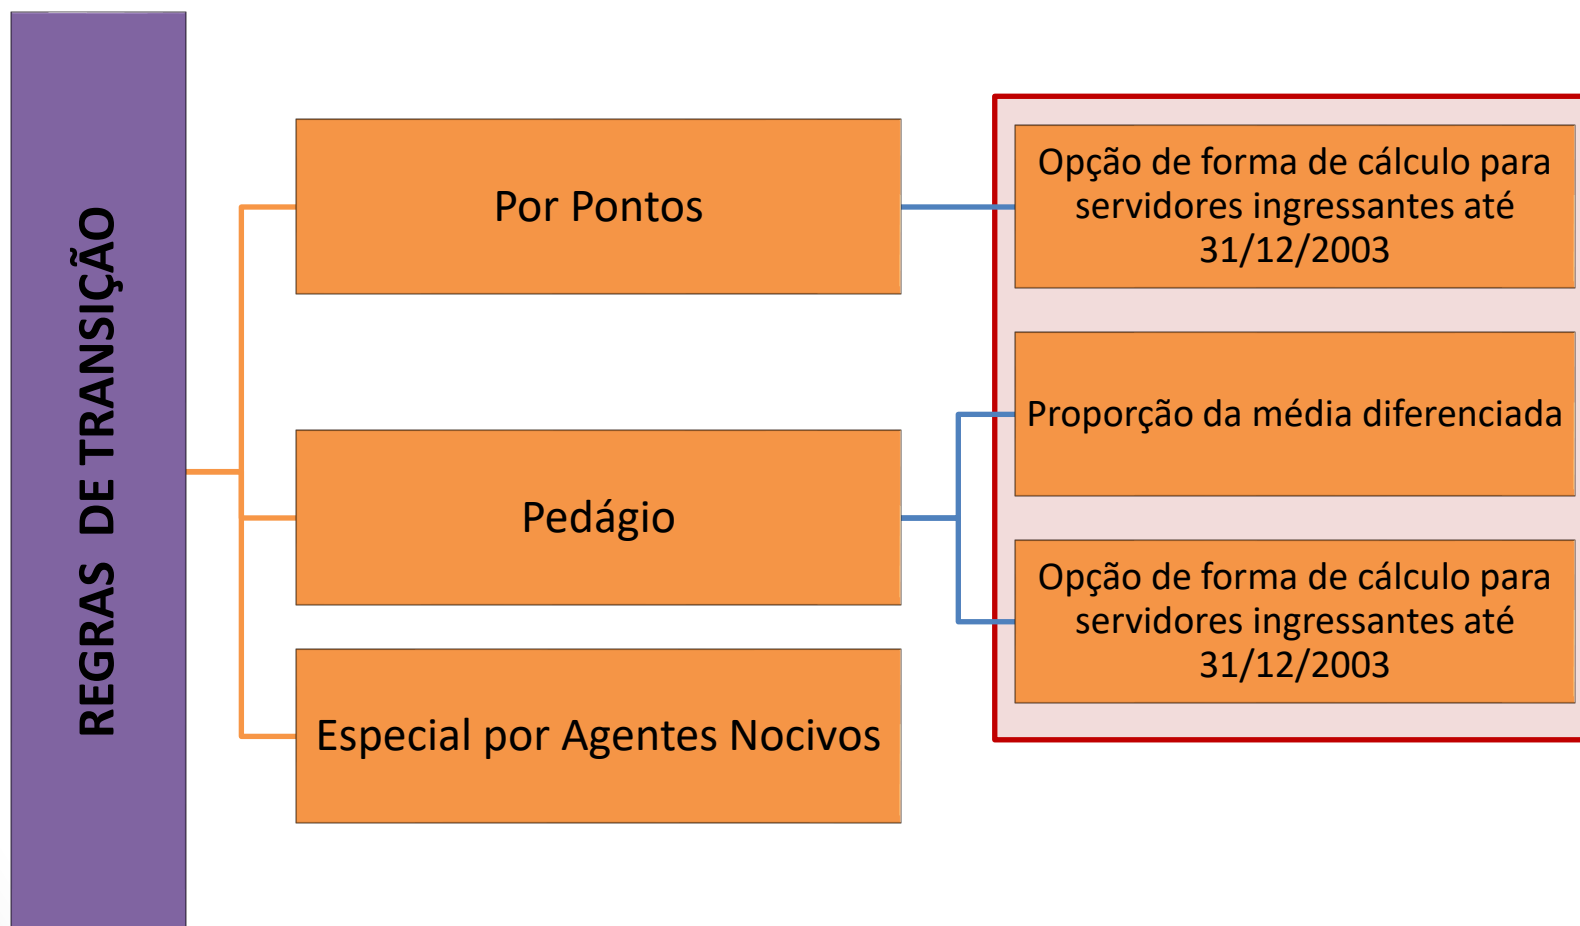 REGRAS DE TRANSIÇÃO
Por Pontos
Opção de forma de cálculo para
servidores ingressantes até
31/12/2003
Pedágio
Proporção da média diferenciada
Opção de forma de cálculo para
servidores ingressantes até
31/12/2003
Especial por Agentes Nocivos